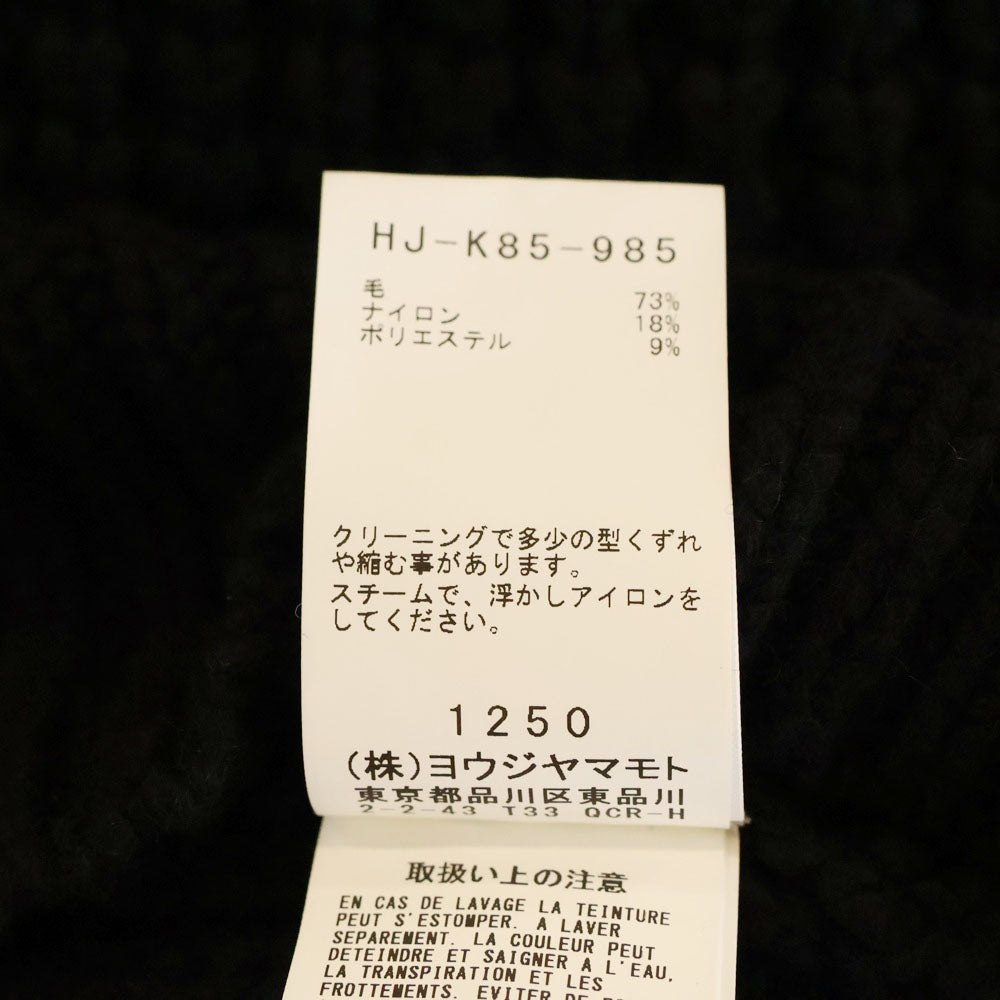 HJ-K85-985
毛 73%
ナイロン 18%
ポリエステル 9%
クリーニングで多少の型くずれ
や縮む事があります。
スチームで、浮かしアイロンを
してください。
1250
(株)ヨウジヤマモト
東京都品川区東品川
2-2-43 T33 QCR-H
取扱い上の注意
EN CAS DE LAVAGE LA TEINTURE
PEUT S'ESTOMPER. A LAVER
SEPAREMENT. LA COULEUR PEUT
DETEINDRE ET SAIGNER A L'EAU,
LA TRANSPIRATION ET LES
FROTTEMENTS. EVITER DE